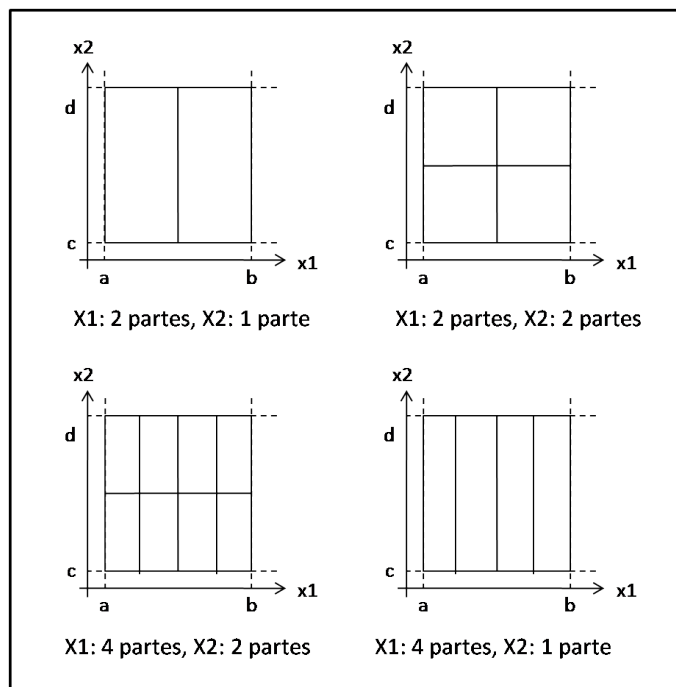 x2
d
c
a
b
x1
X1: 2 partes, X2: 1 parte
x2
d
c
a
b
x1
X1: 2 partes, X2: 2 partes
x2
d
c
a
b
x1
X1: 4 partes, X2: 2 partes
x2
d
c
a
b
x1
X1: 4 partes, X2: 1 parte